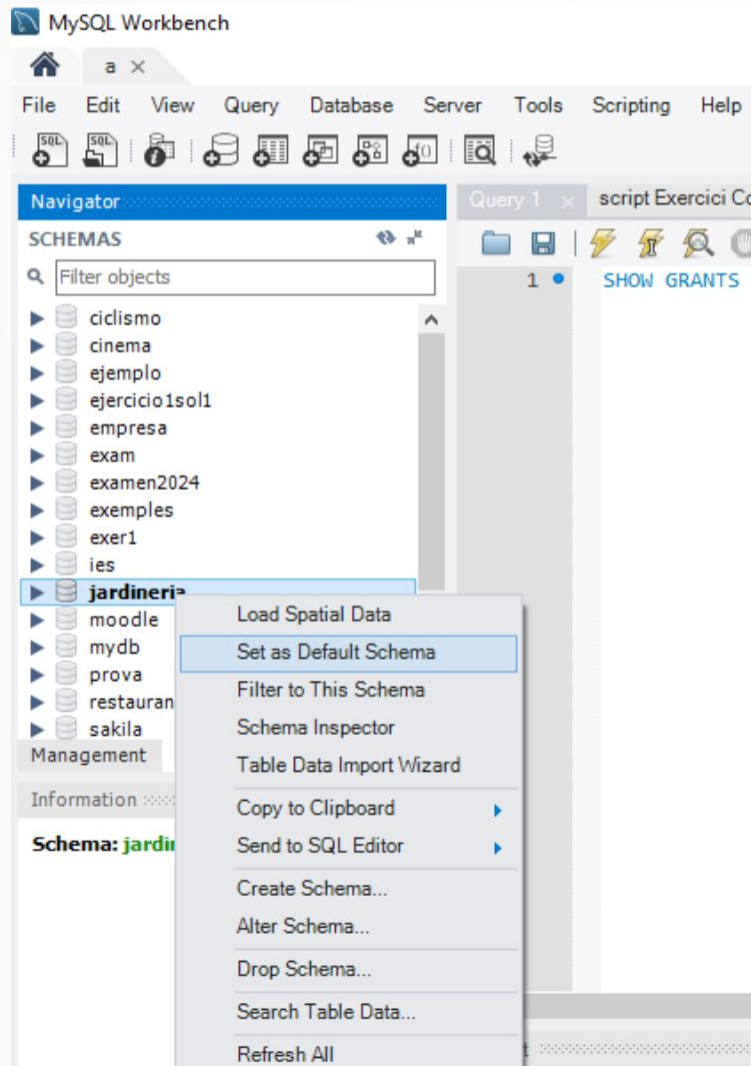 MySQL Workbench
a
File Edit View Query Database Server Tools Scripting Help
Navigator
Query 1 script Exercici
SCHEMAS
Filter objects
1 SHOW GRANTS
ciclismo
cinema
ejemplo
ejercicio1sol1
empresa
exam
examen2024
exemples
exer1
ies
jardineria
moodle
mydb
prova
restauran
sakila
Load Spatial Data
Set as Default Schema
Filter to This Schema
Schema Inspector
Table Data Import Wizard
Copy to Clipboard
Send to SQL Editor
Create Schema...
Alter Schema...
Drop Schema...
Search Table Data...
Refresh All
Management
Information
Schema: jardin